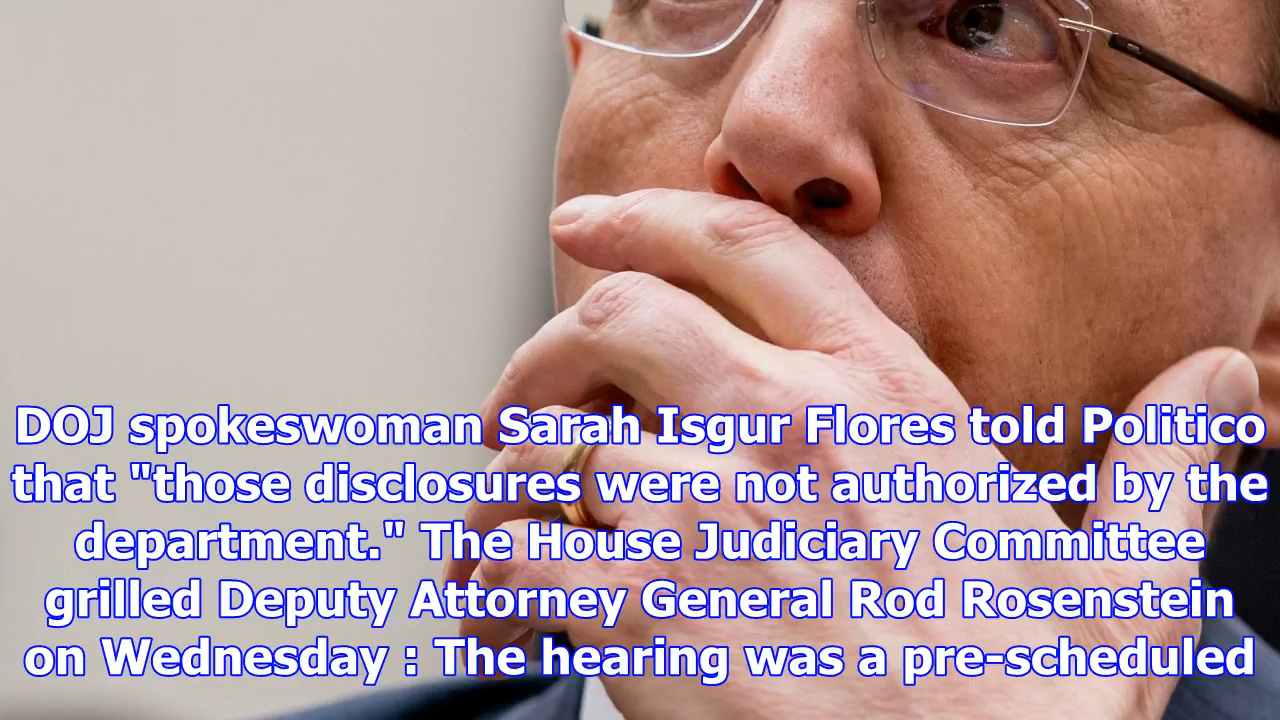 DOJ spokeswoman Sarah Isgur Flores told Politico
that "those disclosures were not authorized by the
department." The House Judiciary Committee
grilled Deputy Attorney General Rod Rosenstein
on Wednesday : The hearing was a pre-scheduled